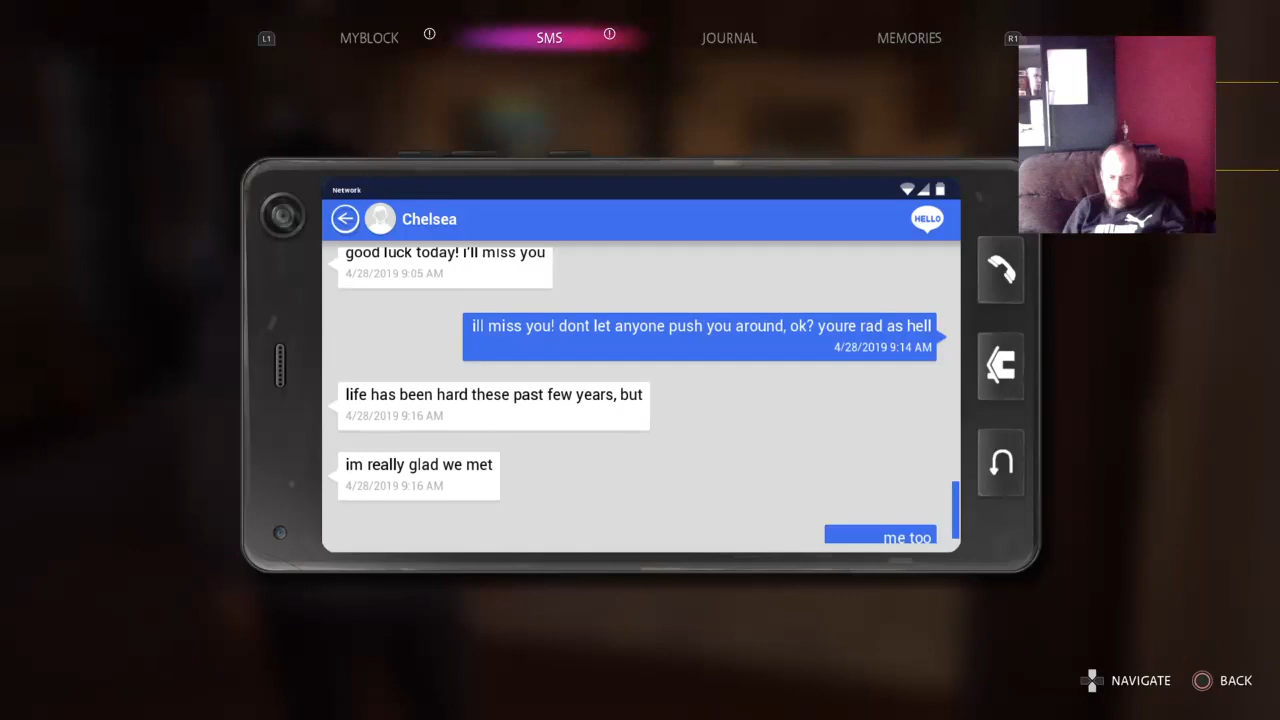 L1
MYBLOCK
SMS
JOURNAL
MEMORIES
R1
Network
Chelsea
HELLO
good luck today! i'll miss you
4/28/2019 9:05 AM
ill miss you! dont let anyone push you around, ok? youre rad as hell
4/28/2019 9:14 AM
life has been hard these past few years, but
4/28/2019 9:16 AM
im really glad we met
4/28/2019 9:16 AM
me too
NAVIGATE
BACK